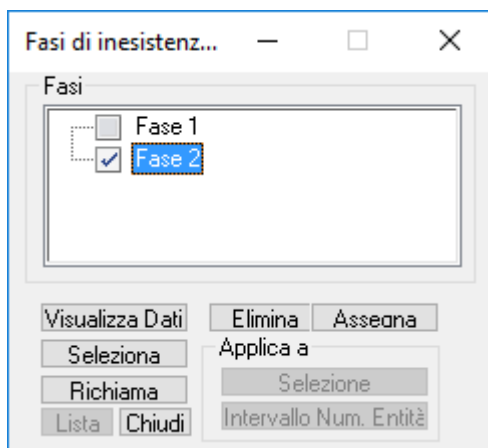 Fasi di inesistenz...
Fasi
Fase 1
Fase 2
Visualizza Dati
Elimina
Assegna
Seleziona
Applica a
Richiama
Selezione
Lista
Chiudi
Intervallo Num. Entità